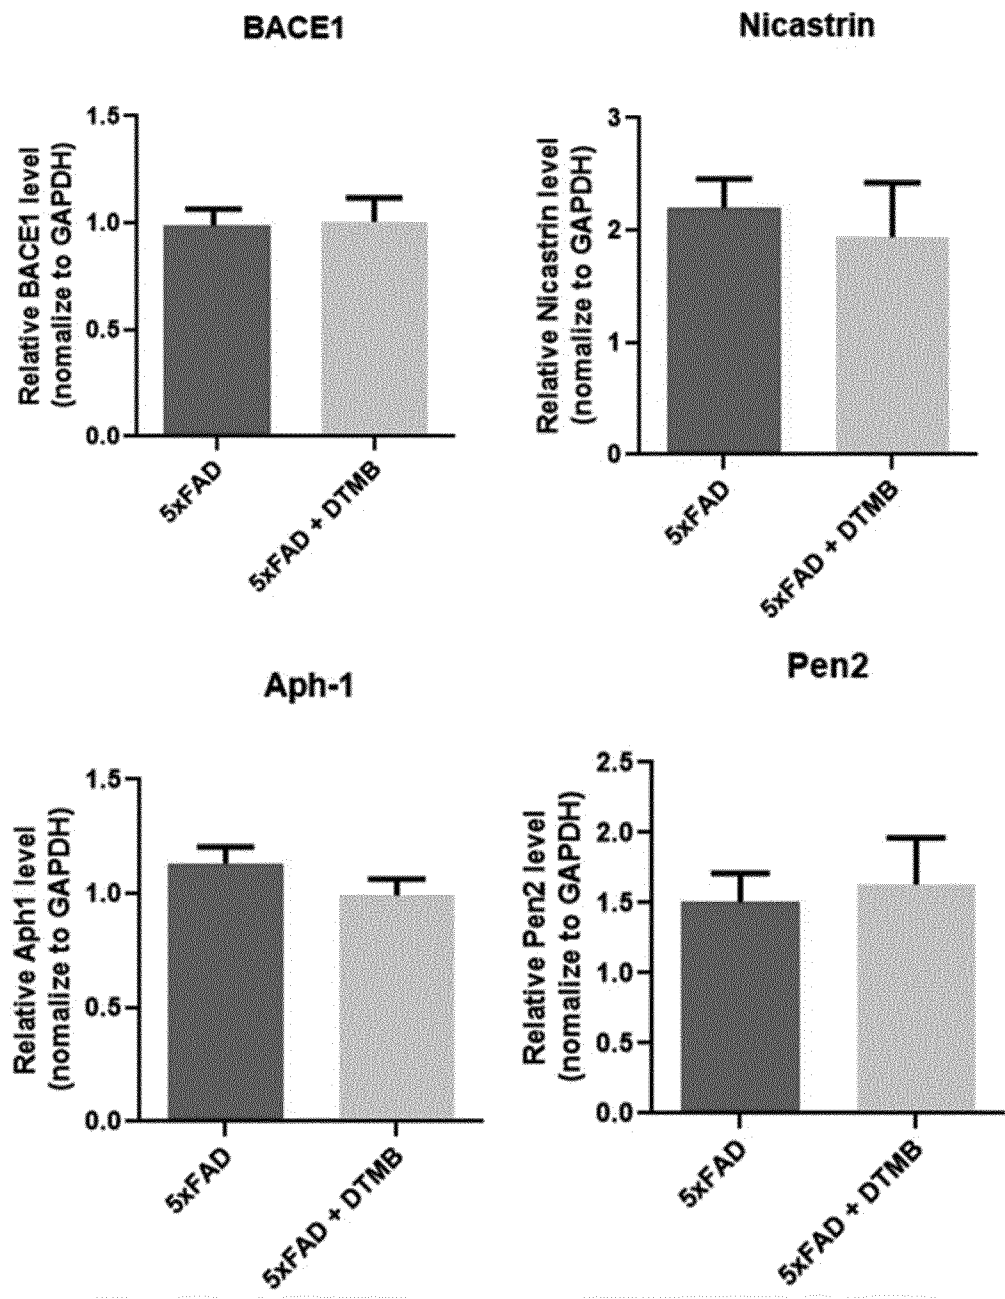 BACE1
Relative BACE1 level
(nomalize to GAPDH)
1.5
1.0
0.5
0.0
5xFAD
5xFAD + DTMB
Nicastrin
Relative Nicastrin level
(nomalize to GAPDH)
3
2
1
0
5xFAD
5xFAD + DTMB
Aph-1
Relative Aph1 level
(nomalize to GAPDH)
1.5
1.0
0.5
0.0
5xFAD
5xFAD + DTMB
Pen2
Relative Pen2 level
(nomalize to GAPDH)
2.5
2.0
1.5
1.0
0.5
0.0
5xFAD
5xFAD + DTMB